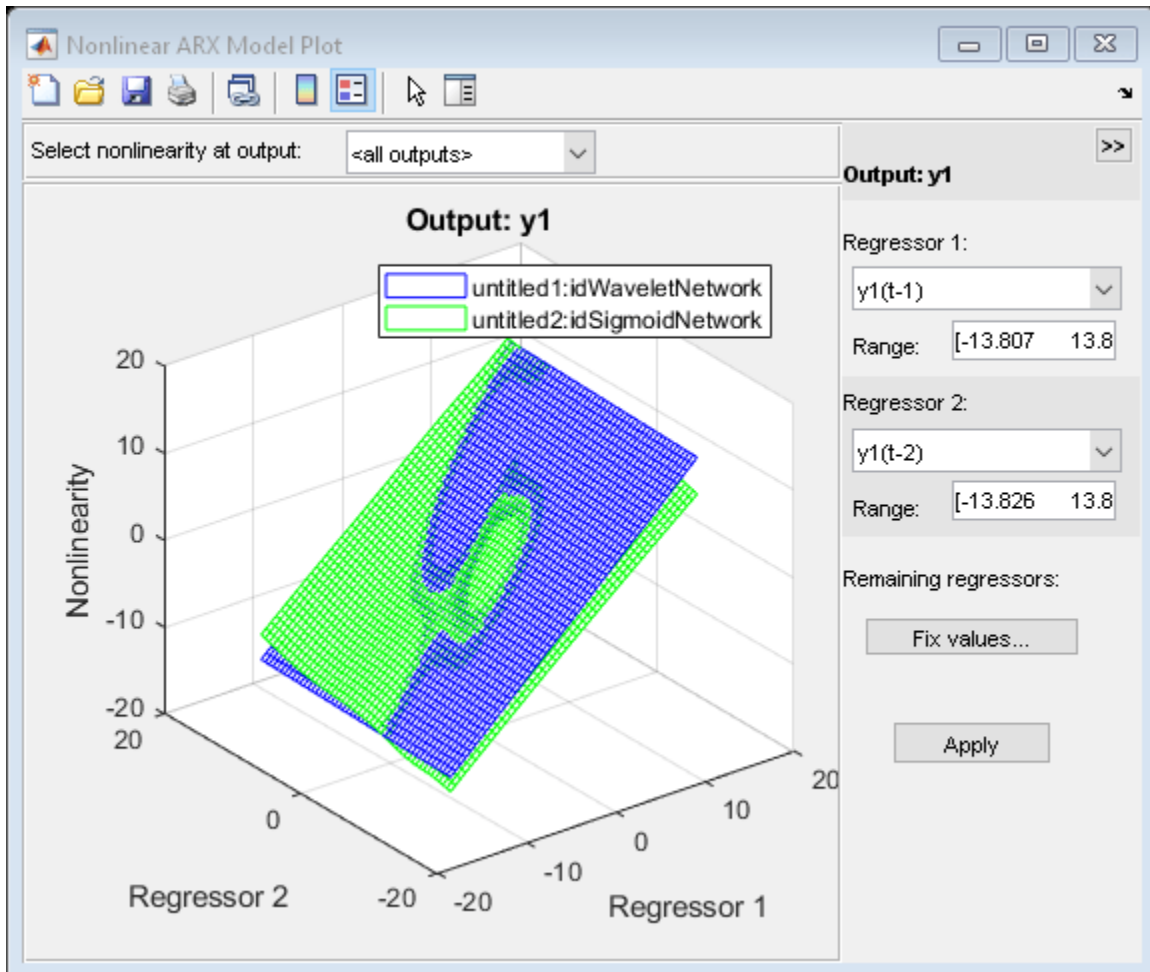 Nonlinear ARX Model Plot
Select nonlinearity at output: <all outputs>
>>
Output: y1
Output: y1
untitled1:idWaveletNetwork
untitled2:idSigmoidNetwork
20
10
0
-10
-20
Nonlinearity
20
0
-20
Regressor 2
-20
-10
0
10
20
Regressor 1
Regressor 1:
y1(t-1)
Range: [-13.807 13.8
Regressor 2:
y1(t-2)
Range: [-13.826 13.8
Remaining regressors:
Fix values...
Apply